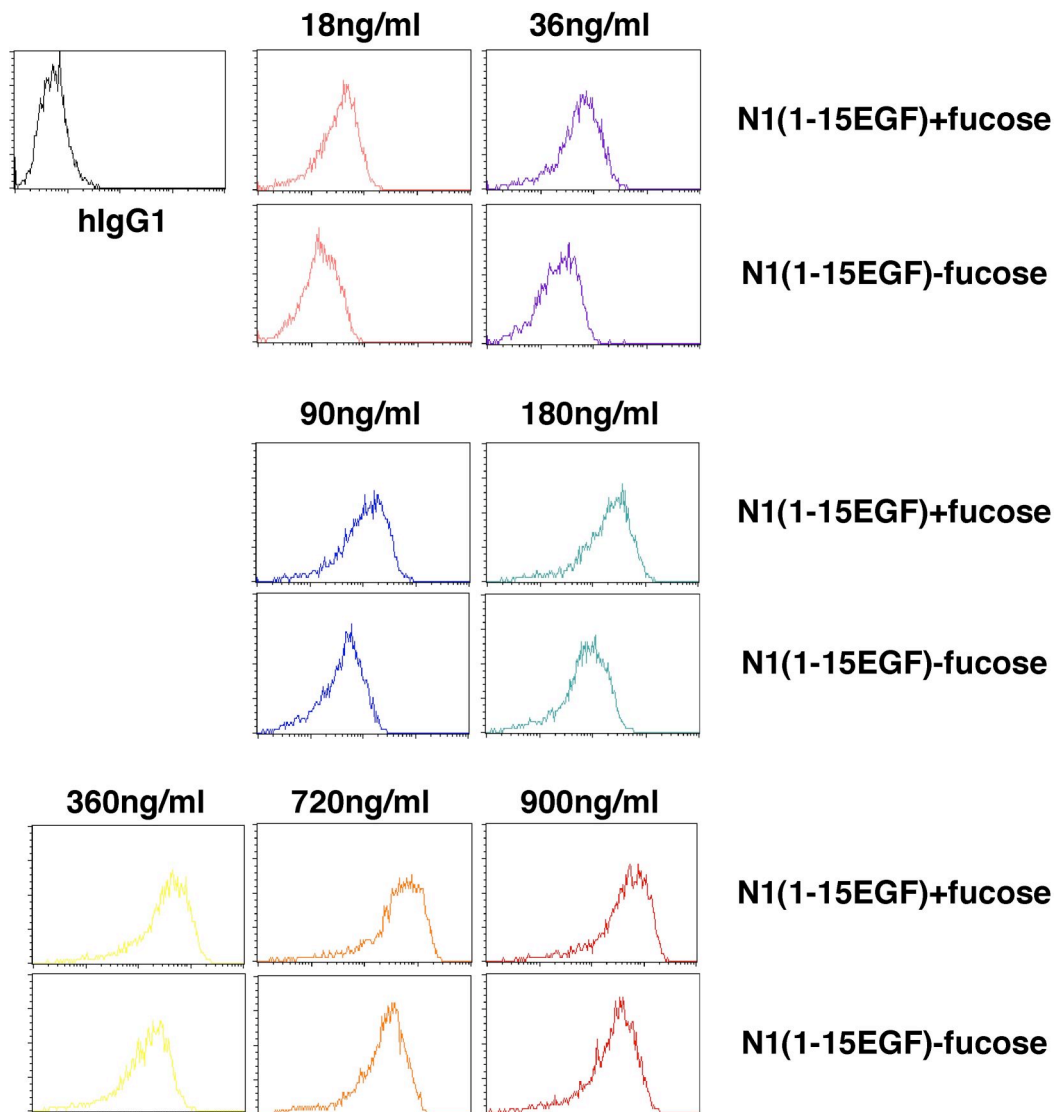 18ng/ml 36ng/ml
N1(1-15EGF)+fucose
hIgG1
N1(1-15EGF)-fucose
90ng/ml 180ng/ml
N1(1-15EGF)+fucose
N1(1-15EGF)-fucose
360ng/ml 720ng/ml 900ng/ml
N1(1-15EGF)+fucose
N1(1-15EGF)-fucose